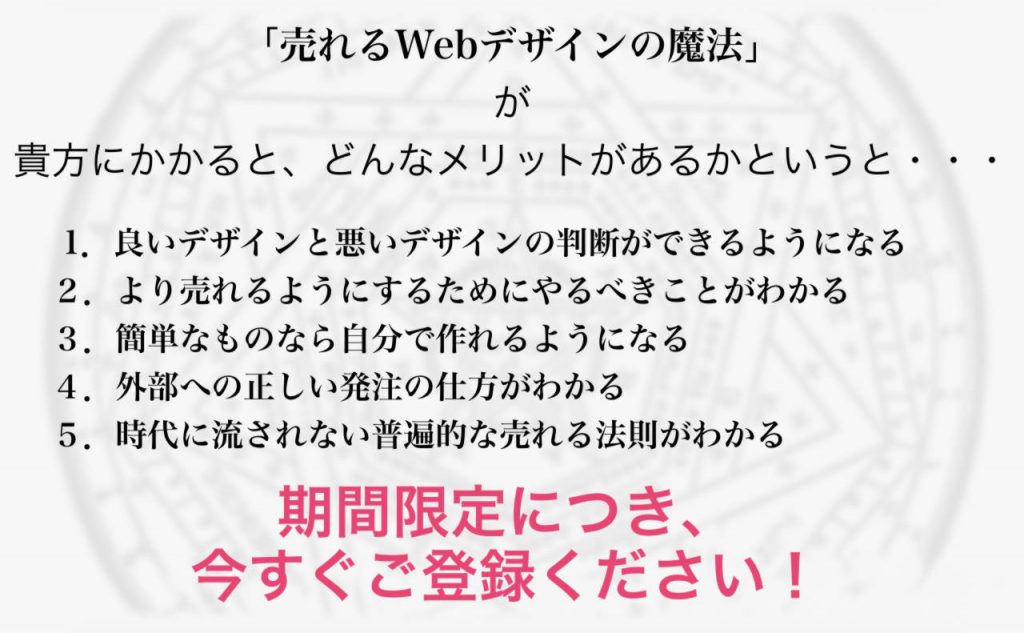 「売れるWebデザインの魔法」
が
貴方にかかると、どんなメリットがあるかというと・・・
1．良いデザインと悪いデザインの判断ができるようになる
２．より売れるようにするためにやるべきことがわかる
３．簡単なものなら自分で作れるようになる
４．外部への正しい発注の仕方がわかる
５．時代に流されない普遍的な売れる法則がわかる
期間限定につき、
今すぐご登録ください！